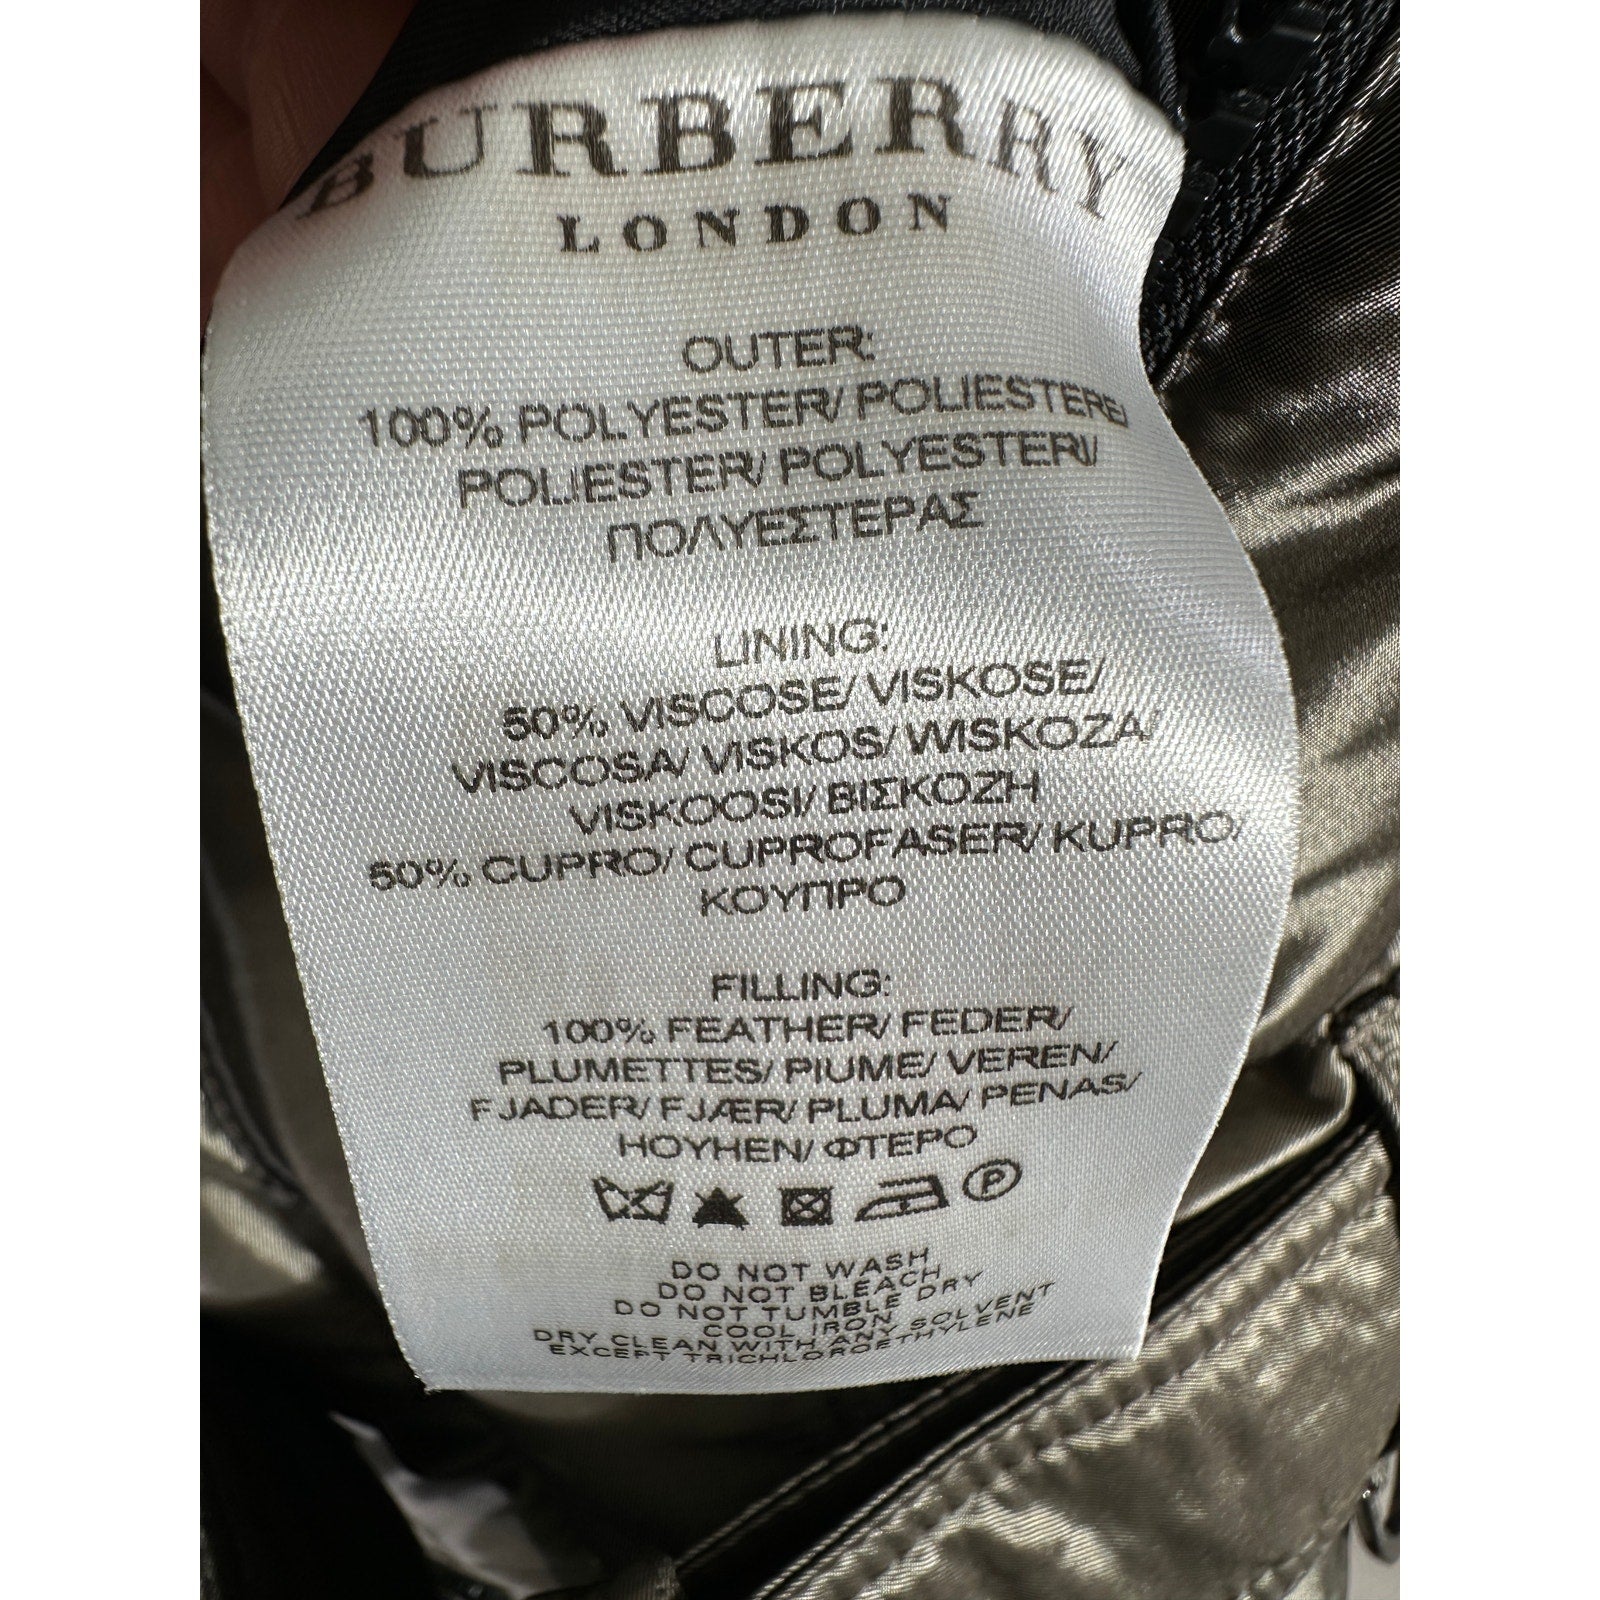 BURBERRY
LONDON
OUTER:
100% POLYESTER/ POLIESTERE/
POLIESTER/ POLYESTERI/
ΠΟΛΥΕΣΤΕΡΑΣ
LINING:
50% VISCOSE/ VISKOSE/
VISCOSA/ VISKOS/ WISKOZA/
VISKOOSI/ ΒΙΣΚΟΖΗ
50% CUPRO/ CUPROFASER/ KUPRO/
ΚΟΥΠΡΟ
FILLING:
100% FEATHER/ FEDER/
PLUMETTES/ PIUME/ VEREN/
FJADER/ FJÆR/ PLUMA/ PENAS/
HOYHEN/ ΦΤΕΡΟ
P
DO NOT WASH
DO NOT BLEACH
DO NOT TUMBLE DRY
COOL IRON
DRY CLEAN WITH ANY SOLVENT
EXCEPT TRICHLOROETHYLENE